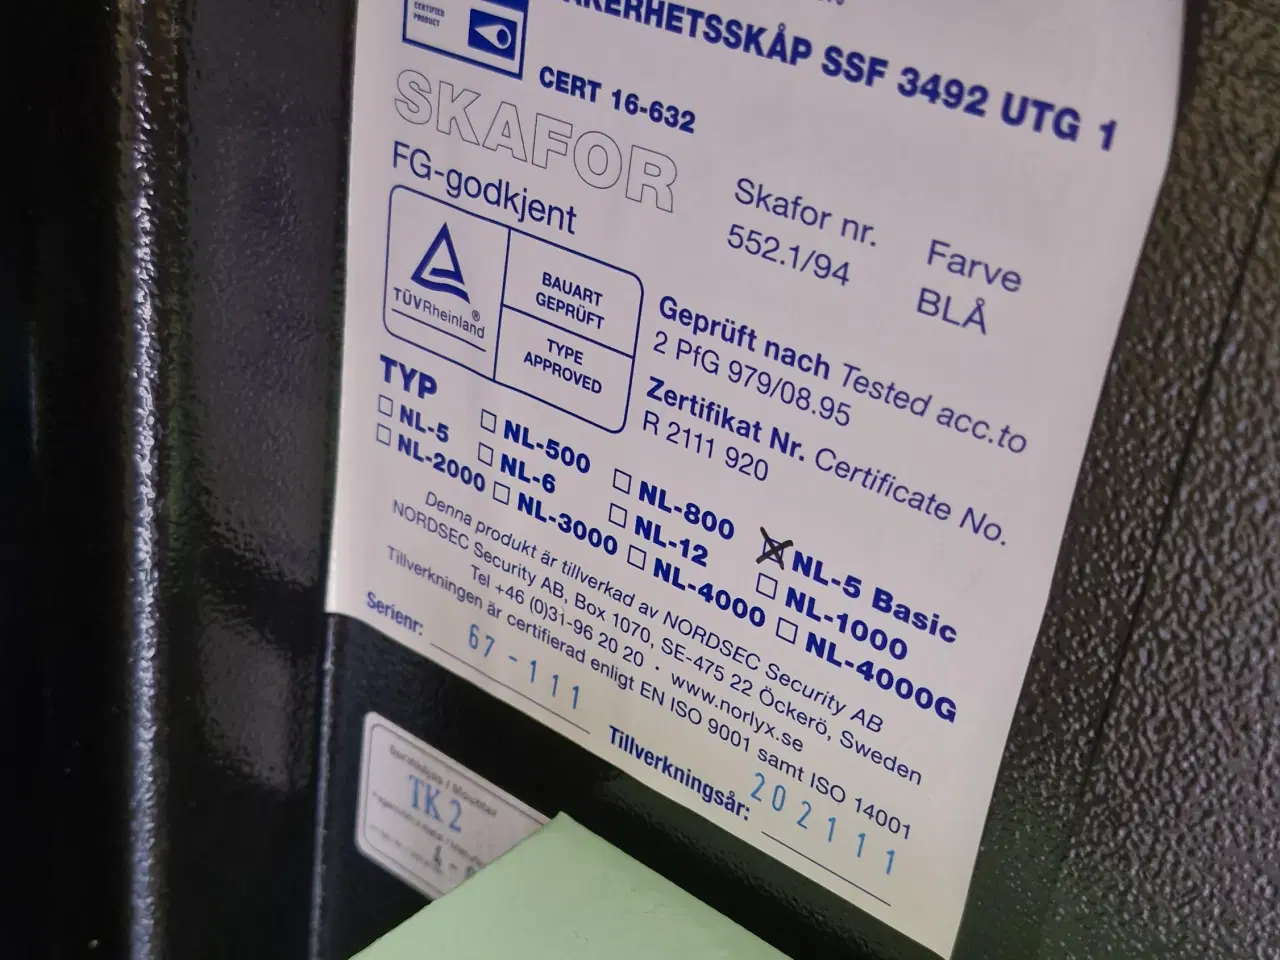 CERTIFIED
PRODUCT
SSF 3492 UTG 1
CERT 16-632
SKAFOR
FG-godkjent
Skafor nr.
552.1/94
Farve
BLÅ
TÜVRheinland®
BAUART
GEPRÜFT
TYPE
APPROVED
Geprüft nach Tested acc.to
2 PfG 979/08.95
Zertifikat Nr. Certificate No.
R 2111 920
TYP
NL-5 NL-500 NL-800 NL-5 Basic
NL-2000 NL-6 NL-12 NL-1000
NL-3000 NL-4000 NL-4000G
Denna produkt är tillverkad av NORDSEC Security AB
NORDSEC Security AB, Box 1070, SE-475 22 Öckerö, Sweden
Tel +46 (0)31-96 20 20 · www.norlyx.se
Tillverkningen är certifierad enligt EN ISO 9001 samt ISO 14001
Serienr: 67-111
Tillverkningsår: 202111
TK2